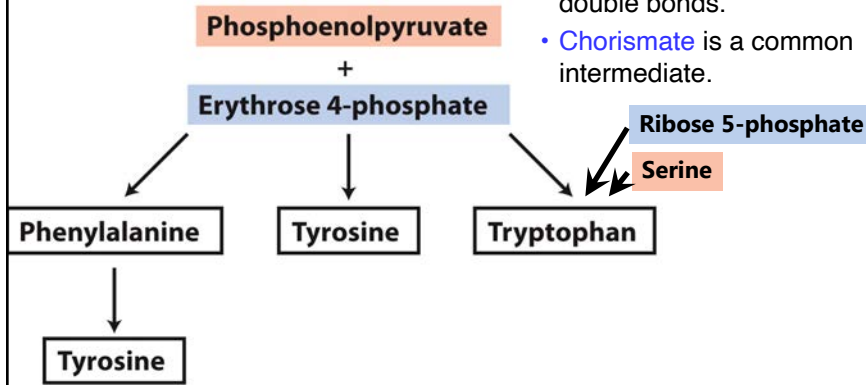 double bonds.
Phosphoenolpyruvate
• Chorismate is a common
intermediate.
+
Erythrose 4-phosphate
Ribose 5-phosphate
Serine
Phenylalanine
Tyrosine
Tryptophan
Tyrosine